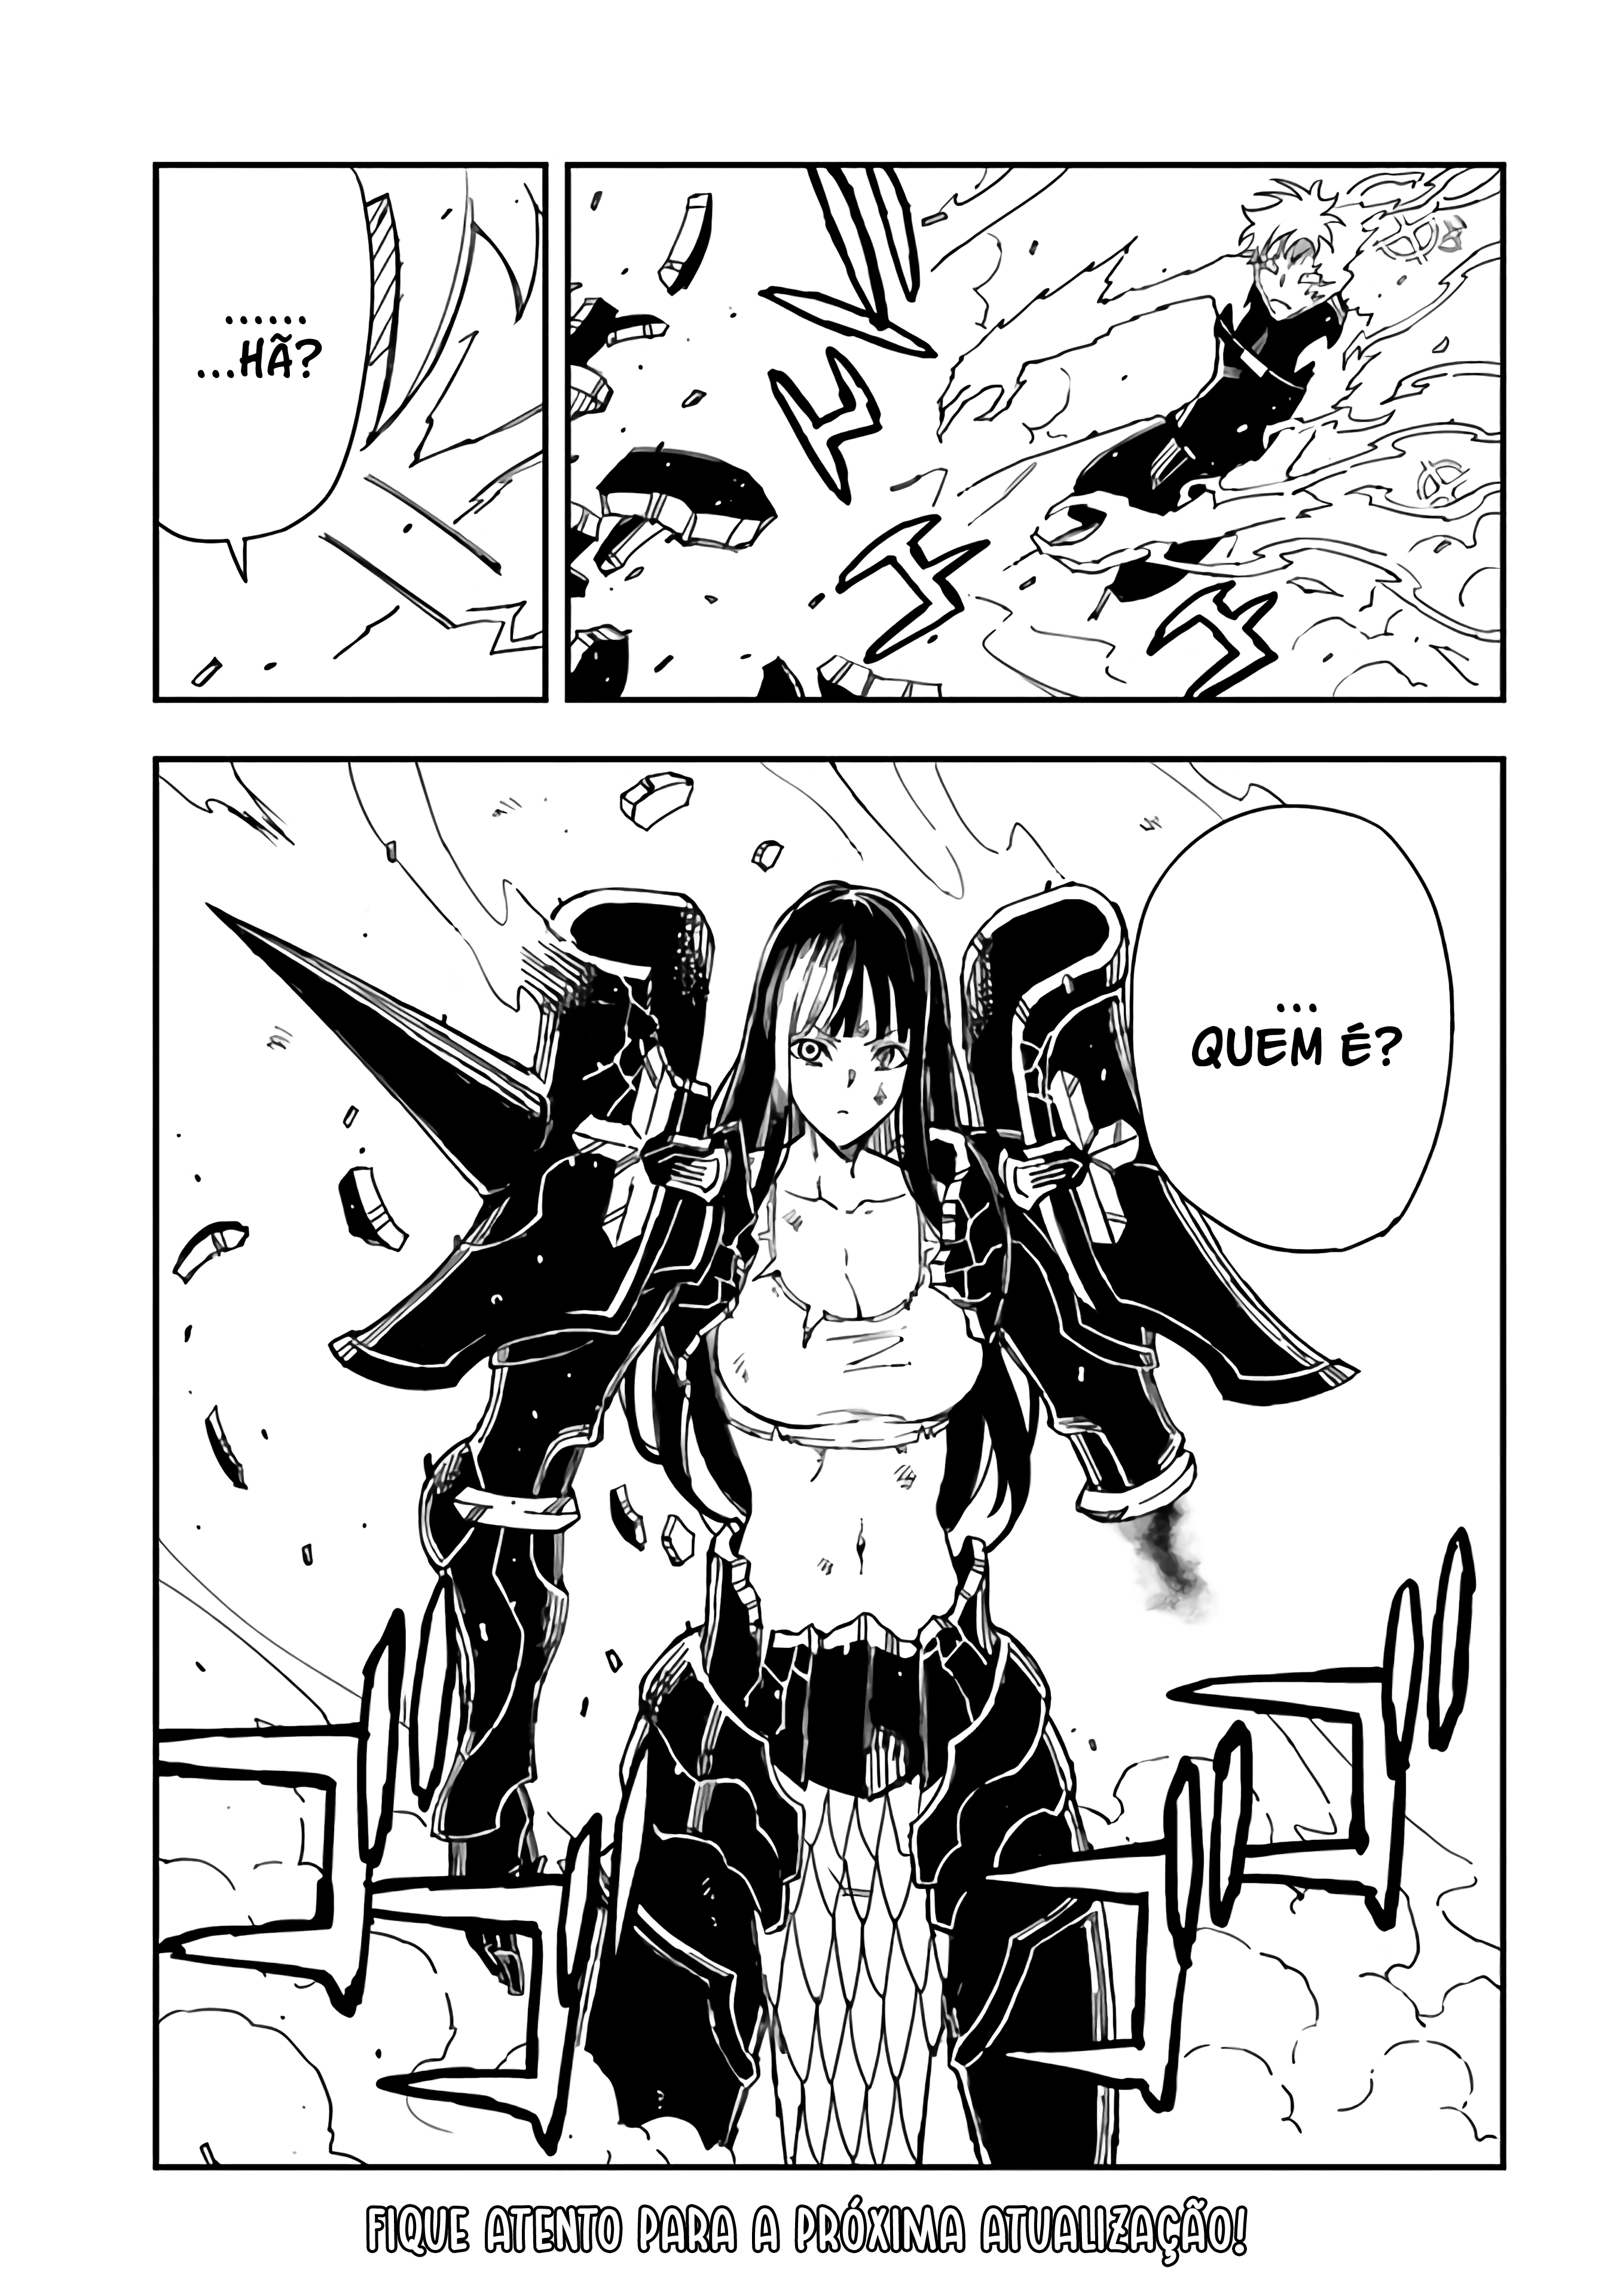 ......
...HÃ?
...
QUEM É?
FIQUE ATENTO PARA A PRÓXIMA ATUALIZAÇÃO!